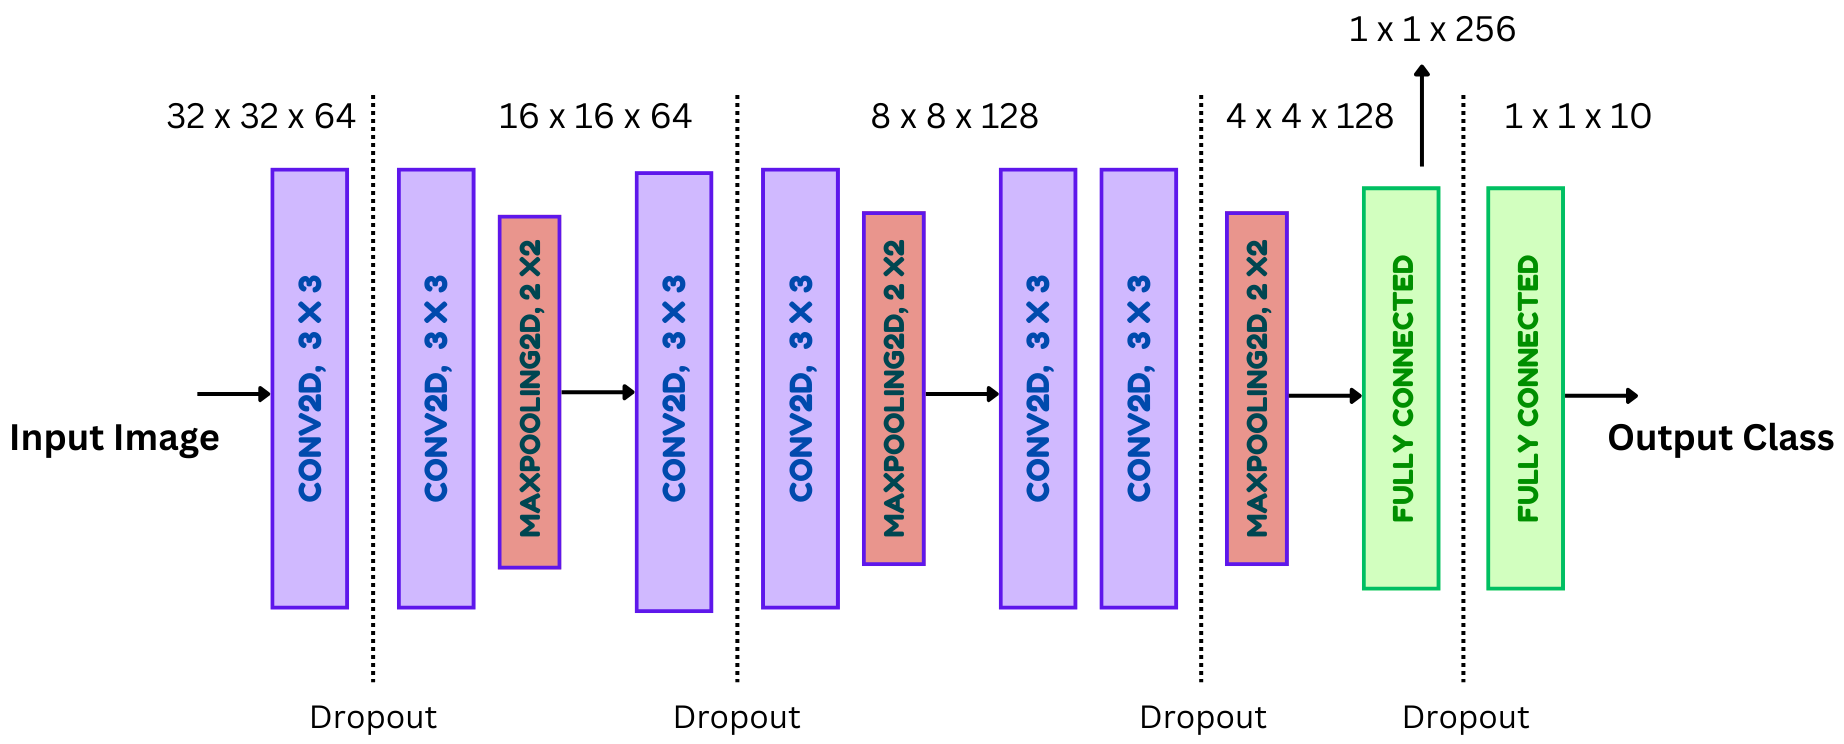 1 x 1 x 256
32 x 32 x 64
16 x 16 x 64
8 x 8 x 128
4 x 4 x 128
1 x 1 x 10
Input Image
CONV2D, 3 X 3
CONV2D, 3 X 3
MAXPOOLING2D, 2 X2
CONV2D, 3 X 3
CONV2D, 3 X 3
MAXPOOLING2D, 2 X2
CONV2D, 3 X 3
CONV2D, 3 X 3
MAXPOOLING2D, 2 X2
FULLY CONNECTED
FULLY CONNECTED
Output Class
Dropout
Dropout
Dropout
Dropout